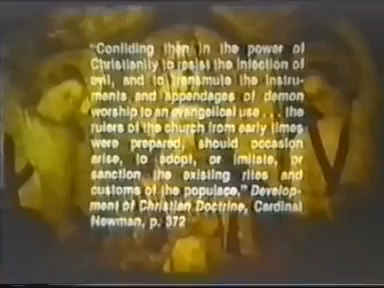 "Confiding then in the power of
Christianity to resist the infection of
evil, and to transmute the instru-
ments and appendages of demon
worship to an evangelical use . . . the
rulers of the church from early times
were prepared, should occasion
arise, to adopt, or imitate, or
sanction the existing rites and
customs of the populace," Develop-
ment of Christian Doctrine, Cardinal
Newman, p. 372